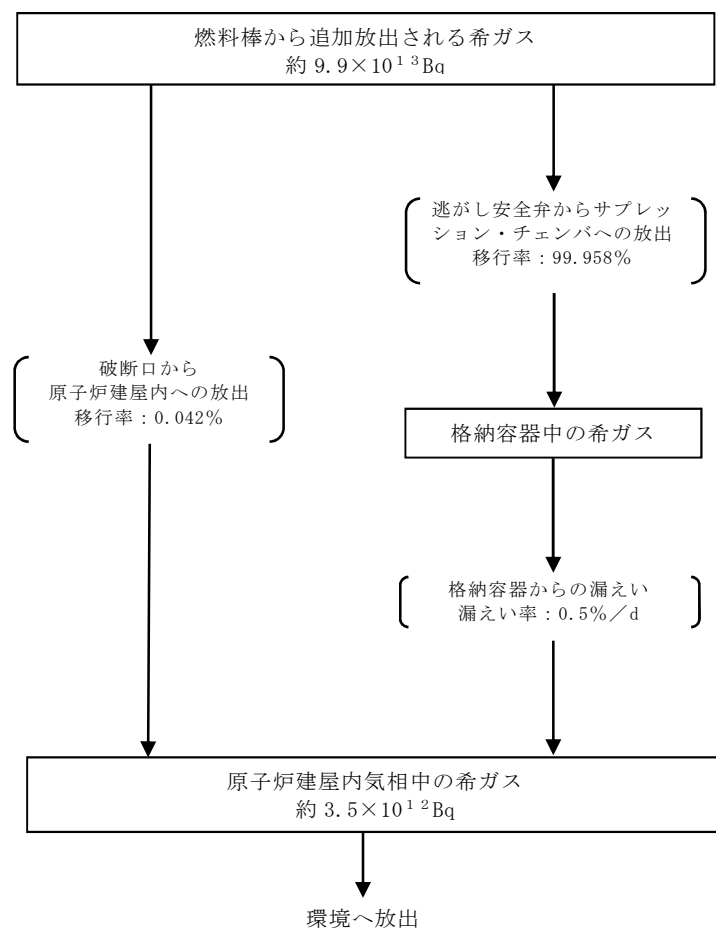 燃料棒から追加放出される希ガス
約 9.9×10¹³Bq
逃がし安全弁からサプレッ
ション・チェンバへの放出
移行率：99.958％
破断口から
原子炉建屋内への放出
移行率：0.042％
格納容器中の希ガス
格納容器からの漏えい
漏えい率：0.5％／d
原子炉建屋内気相中の希ガス
約 3.5×10¹²Bq
環境へ放出